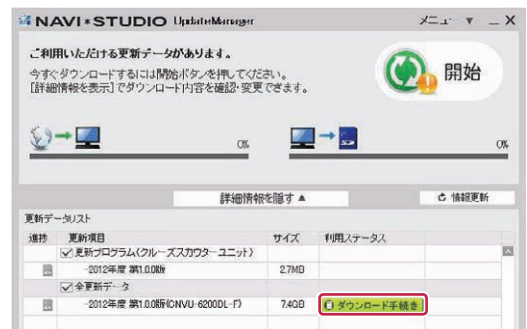 NAVI*STUDIO UpdateManager メニュー ▼ _ X
ご利用いただける更新データがあります。
今すぐダウンロードするには開始ボタンを押してください。
[詳細情報を表示]でダウンロード内容を確認・変更できます。
開始
0% 0%
詳細情報を隠す ▲ 情報更新
更新データリスト
進捗 更新項目 サイズ 利用ステータス
更新プログラム(クルーズスカウターユニット)
-2012年度 第1.0.0版 2.7MB
全更新データ
-2012年度 第1.0.0版(CNVU-6200DL-F) 7.4GB ダウンロード手続き